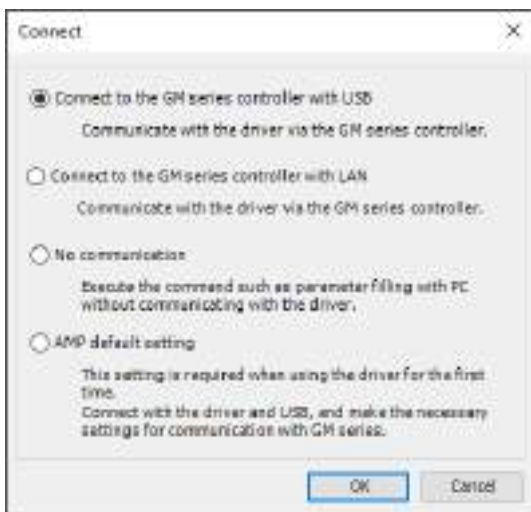 Connect
Connect to the GM series controller with USB
Communicate with the driver via the GM series controller.
Connect to the GM series controller with LAN
Communicate with the driver via the GM series controller.
No communication
Execute the command such as parameter filling with PC
without communicating with the driver.
AMP default setting
This setting is required when using the driver for the first
time.
Connect with the driver and USB, and make the necessary
settings for communication with GM series.
OK
Cancel